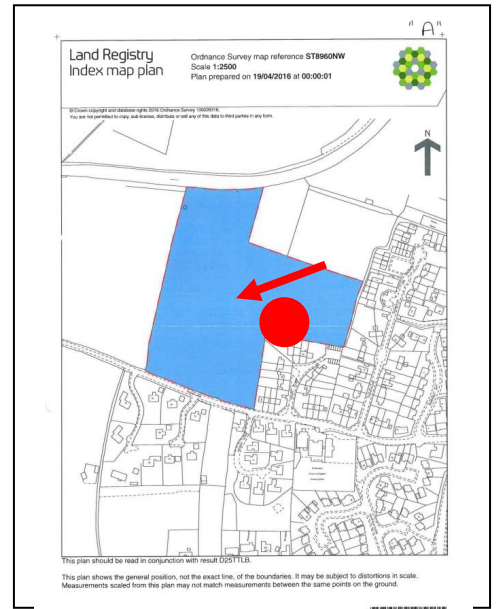 "A"
Land Registry
Index map plan
Ordnance Survey map reference ST8960NW
Scale 1:2500
Plan prepared on 19/04/2016 at 00:00:01
© Crown copyright and database rights 2016 Ordnance Survey
You are not permitted to copy, sub-license, distribute or sell any of this data to third parties in any form.
N
This plan should be read in conjunction with result D25TTLB.
This plan shows the general position, not the exact line, of the boundaries. It may be subject to distortions in scale.
Measurements scaled from this plan may not match measurements between the same points on the ground.